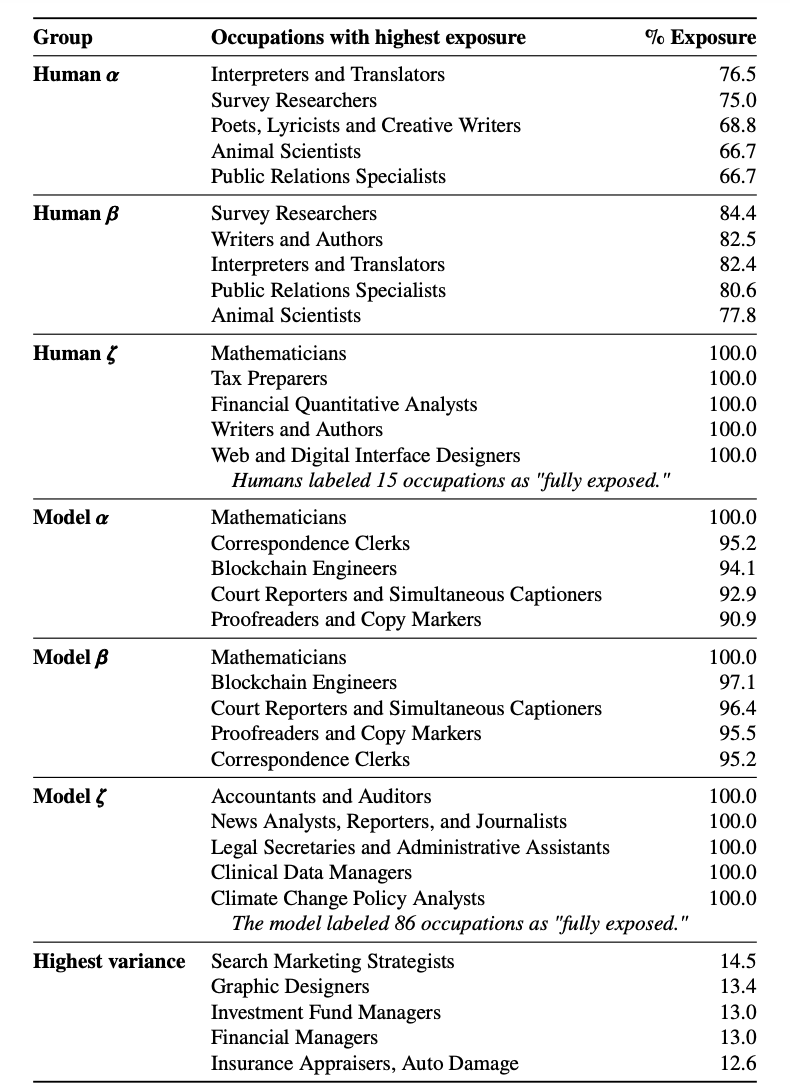 Group Occupations with highest exposure % Exposure
Human α Interpreters and Translators 76.5
Survey Researchers 75.0
Poets, Lyricists and Creative Writers 68.8
Animal Scientists 66.7
Public Relations Specialists 66.7
Human β Survey Researchers 84.4
Writers and Authors 82.5
Interpreters and Translators 82.4
Public Relations Specialists 80.6
Animal Scientists 77.8
Human ζ Mathematicians 100.0
Tax Preparers 100.0
Financial Quantitative Analysts 100.0
Writers and Authors 100.0
Web and Digital Interface Designers 100.0
Humans labeled 15 occupations as "fully exposed."
Model α Mathematicians 100.0
Correspondence Clerks 95.2
Blockchain Engineers 94.1
Court Reporters and Simultaneous Captioners 92.9
Proofreaders and Copy Markers 90.9
Model β Mathematicians 100.0
Blockchain Engineers 97.1
Court Reporters and Simultaneous Captioners 96.4
Proofreaders and Copy Markers 95.5
Correspondence Clerks 95.2
Model ζ Accountants and Auditors 100.0
News Analysts, Reporters, and Journalists 100.0
Legal Secretaries and Administrative Assistants 100.0
Clinical Data Managers 100.0
Climate Change Policy Analysts 100.0
The model labeled 86 occupations as "fully exposed."
Highest variance Search Marketing Strategists 14.5
Graphic Designers 13.4
Investment Fund Managers 13.0
Financial Managers 13.0
Insurance Appraisers, Auto Damage 12.6